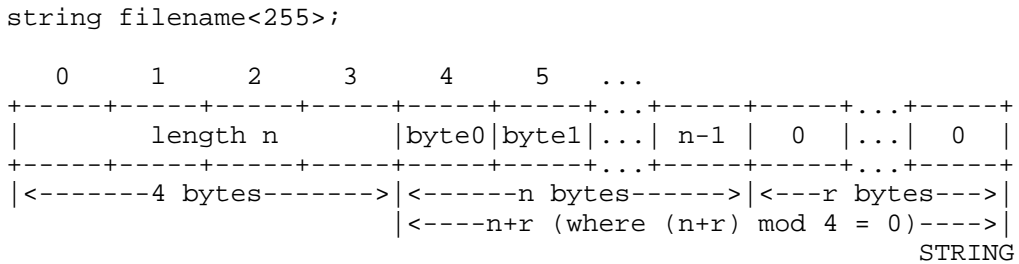 string filename<255>;
0 1 2 3 4 5 ...
+-----+-----+-----+-----+-----+-----+...+-----+-----+...+-----+
| length n |byte0|byte1|...| n-1 | 0 |...| 0 |
+-----+-----+-----+-----+-----+-----+...+-----+-----+...+-----+
|<-------4 bytes------->|<------n bytes------>|<---r bytes--->|
|<----n+r (where (n+r) mod 4 = 0)---->|
STRING